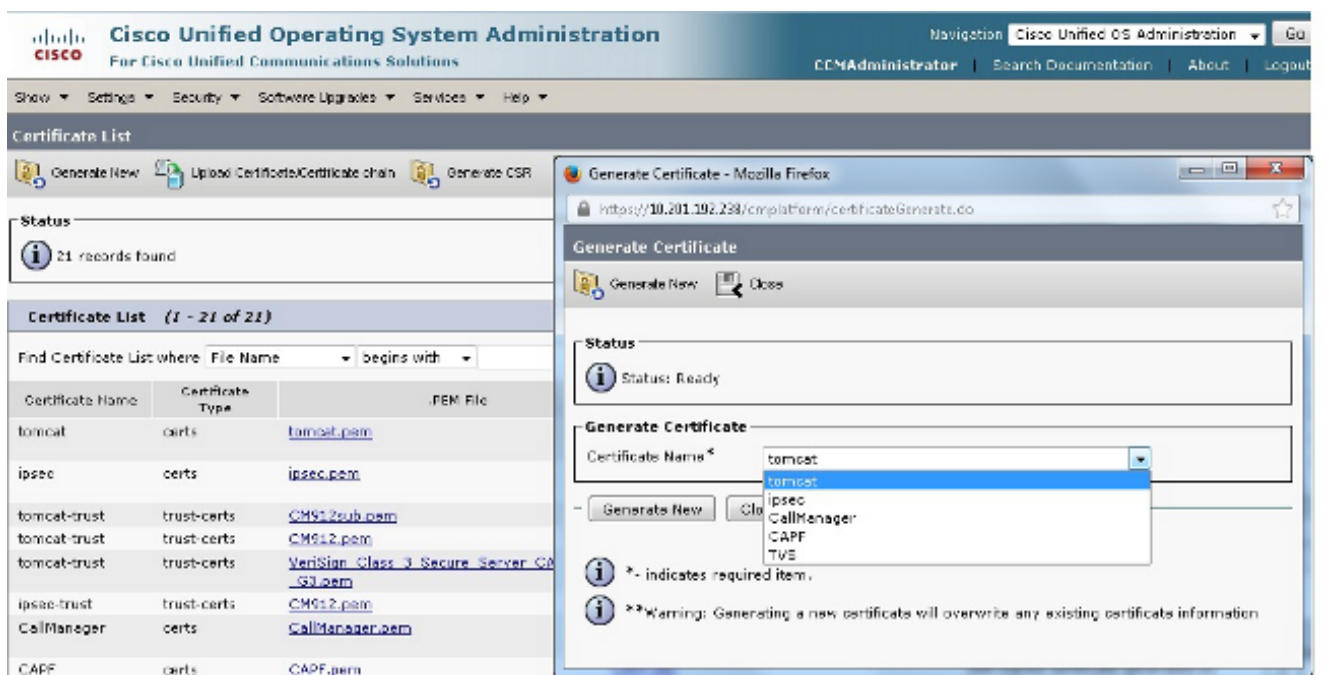 CISCO
Cisco Unified Operating System Administration
For Cisco Unified Communications Solutions
Navigation Cisco Unified OS Administration Go
CCMAdministrator | Search Documentation | About | Logout
Show Settings Security Software Upgrades Services Help
Certificate List
Generate New Upload Certificate/Certificate chain Generate CSR
Status
21 records found
Certificate List (1 - 21 of 21)
Find Certificate List where File Name begins with
Certificate Name Certificate Type .PEM File
tomcat certs tomcat.pem
ipsec certs ipsec.pem
tomcat-trust trust-certs CM912sub.pem
tomcat-trust trust-certs CM912.pem
tomcat-trust trust-certs VeriSign_Class_3_Secure_Server_CA
_G3.pem
ipsec-trust trust-certs CM912.pem
CallManager certs CallManager.pem
CAPF certs CAPF.pem
Generate Certificate - Mozilla Firefox
https://10.201.192.238/cmplatform/certificateGenerate.do
Generate Certificate
Generate New Close
Status
Status: Ready
Generate Certificate
Certificate Name* tomcat
tomcat
ipsec
CallManager
CAPF
TVS
Generate New Clo
*- indicates required item.
**Warning: Generating a new certificate will overwrite any existing certificate information